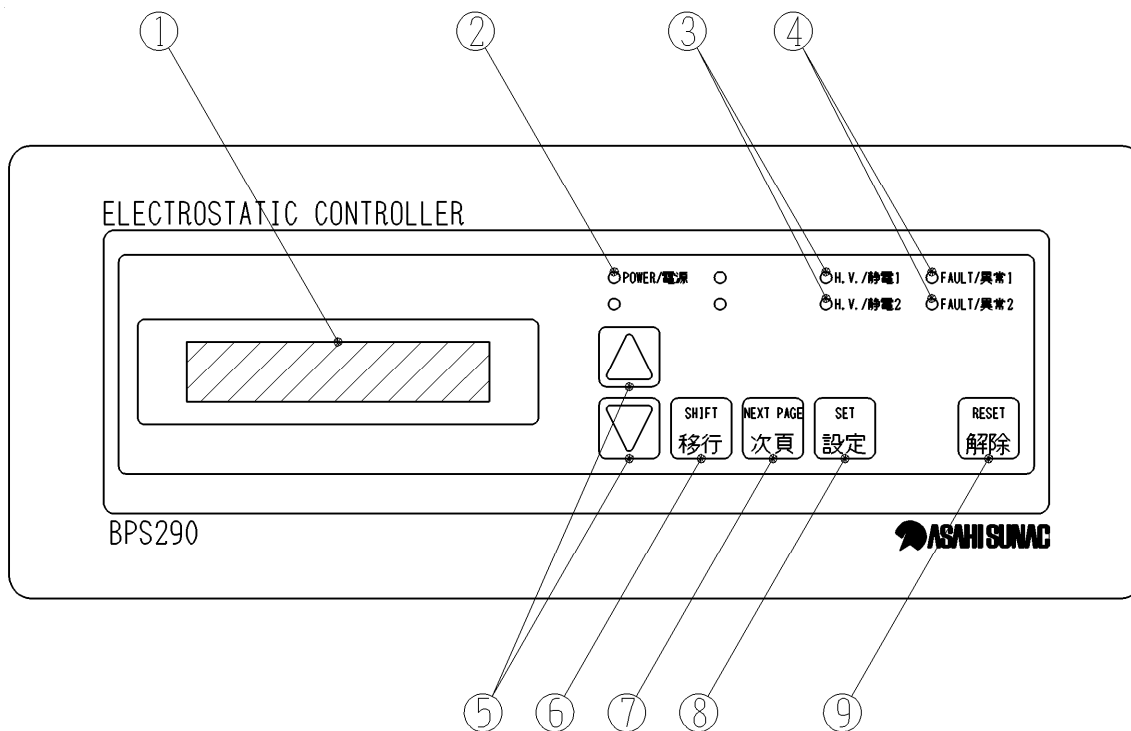 ① ② ③ ④
ELECTROSTATIC CONTROLLER
POWER/電源 H.V./静電1 FAULT/異常1
H.V./静電2 FAULT/異常2
SHIFT NEXT PAGE SET RESET
移行 次頁 設定 解除
BPS290 ASAHI SUNAC
⑤ ⑥ ⑦ ⑧ ⑨